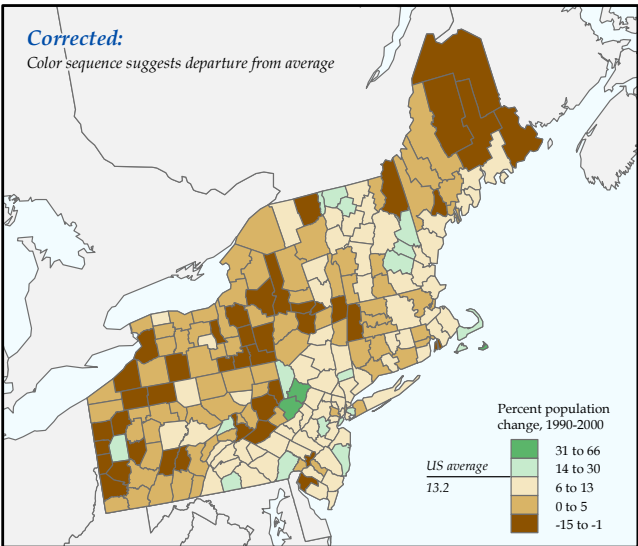 Corrected:
Color sequence suggests departure from average
Percent population
change, 1990-2000
31 to 66
14 to 30
US average
6 to 13
13.2
0 to 5
-15 to -1